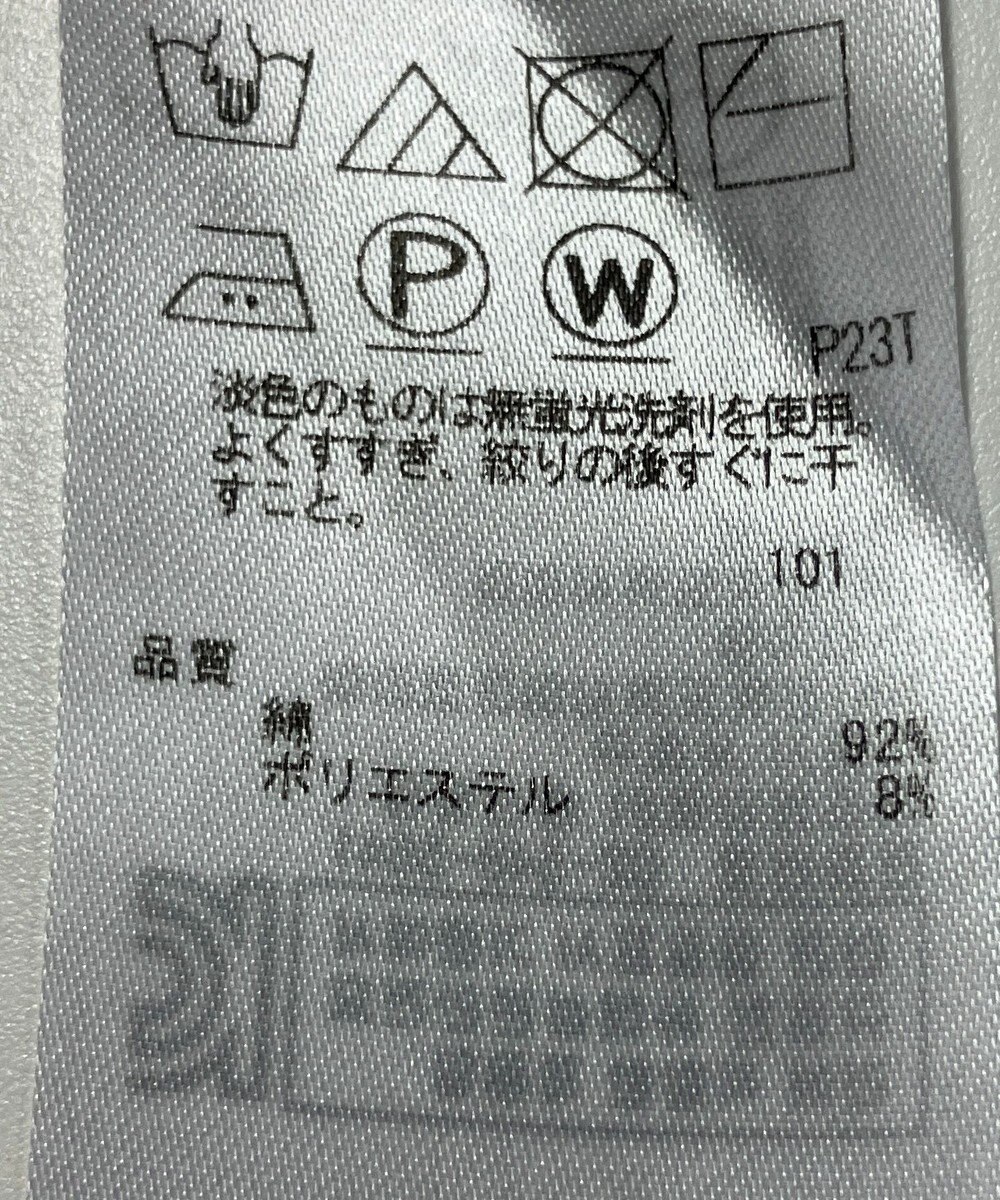 P
W
P23T
淡色のものは無蛍光洗剤を使用。
よくすすぎ、絞りの後すぐに干
すこと。
101
品質
綿 92%
ポリエステル 8%